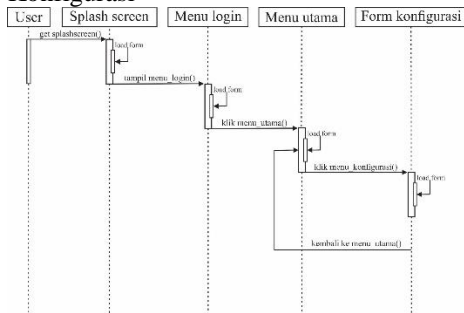 Konfigurasi
User
Splash screen
Menu login
Menu utama
Form konfigurasi
get splashscreen()
load form
tampil menu_login()
load form
klik menu_utama()
load form
klik menu_konfigurasi()
load form
kembali ke menu_utama()